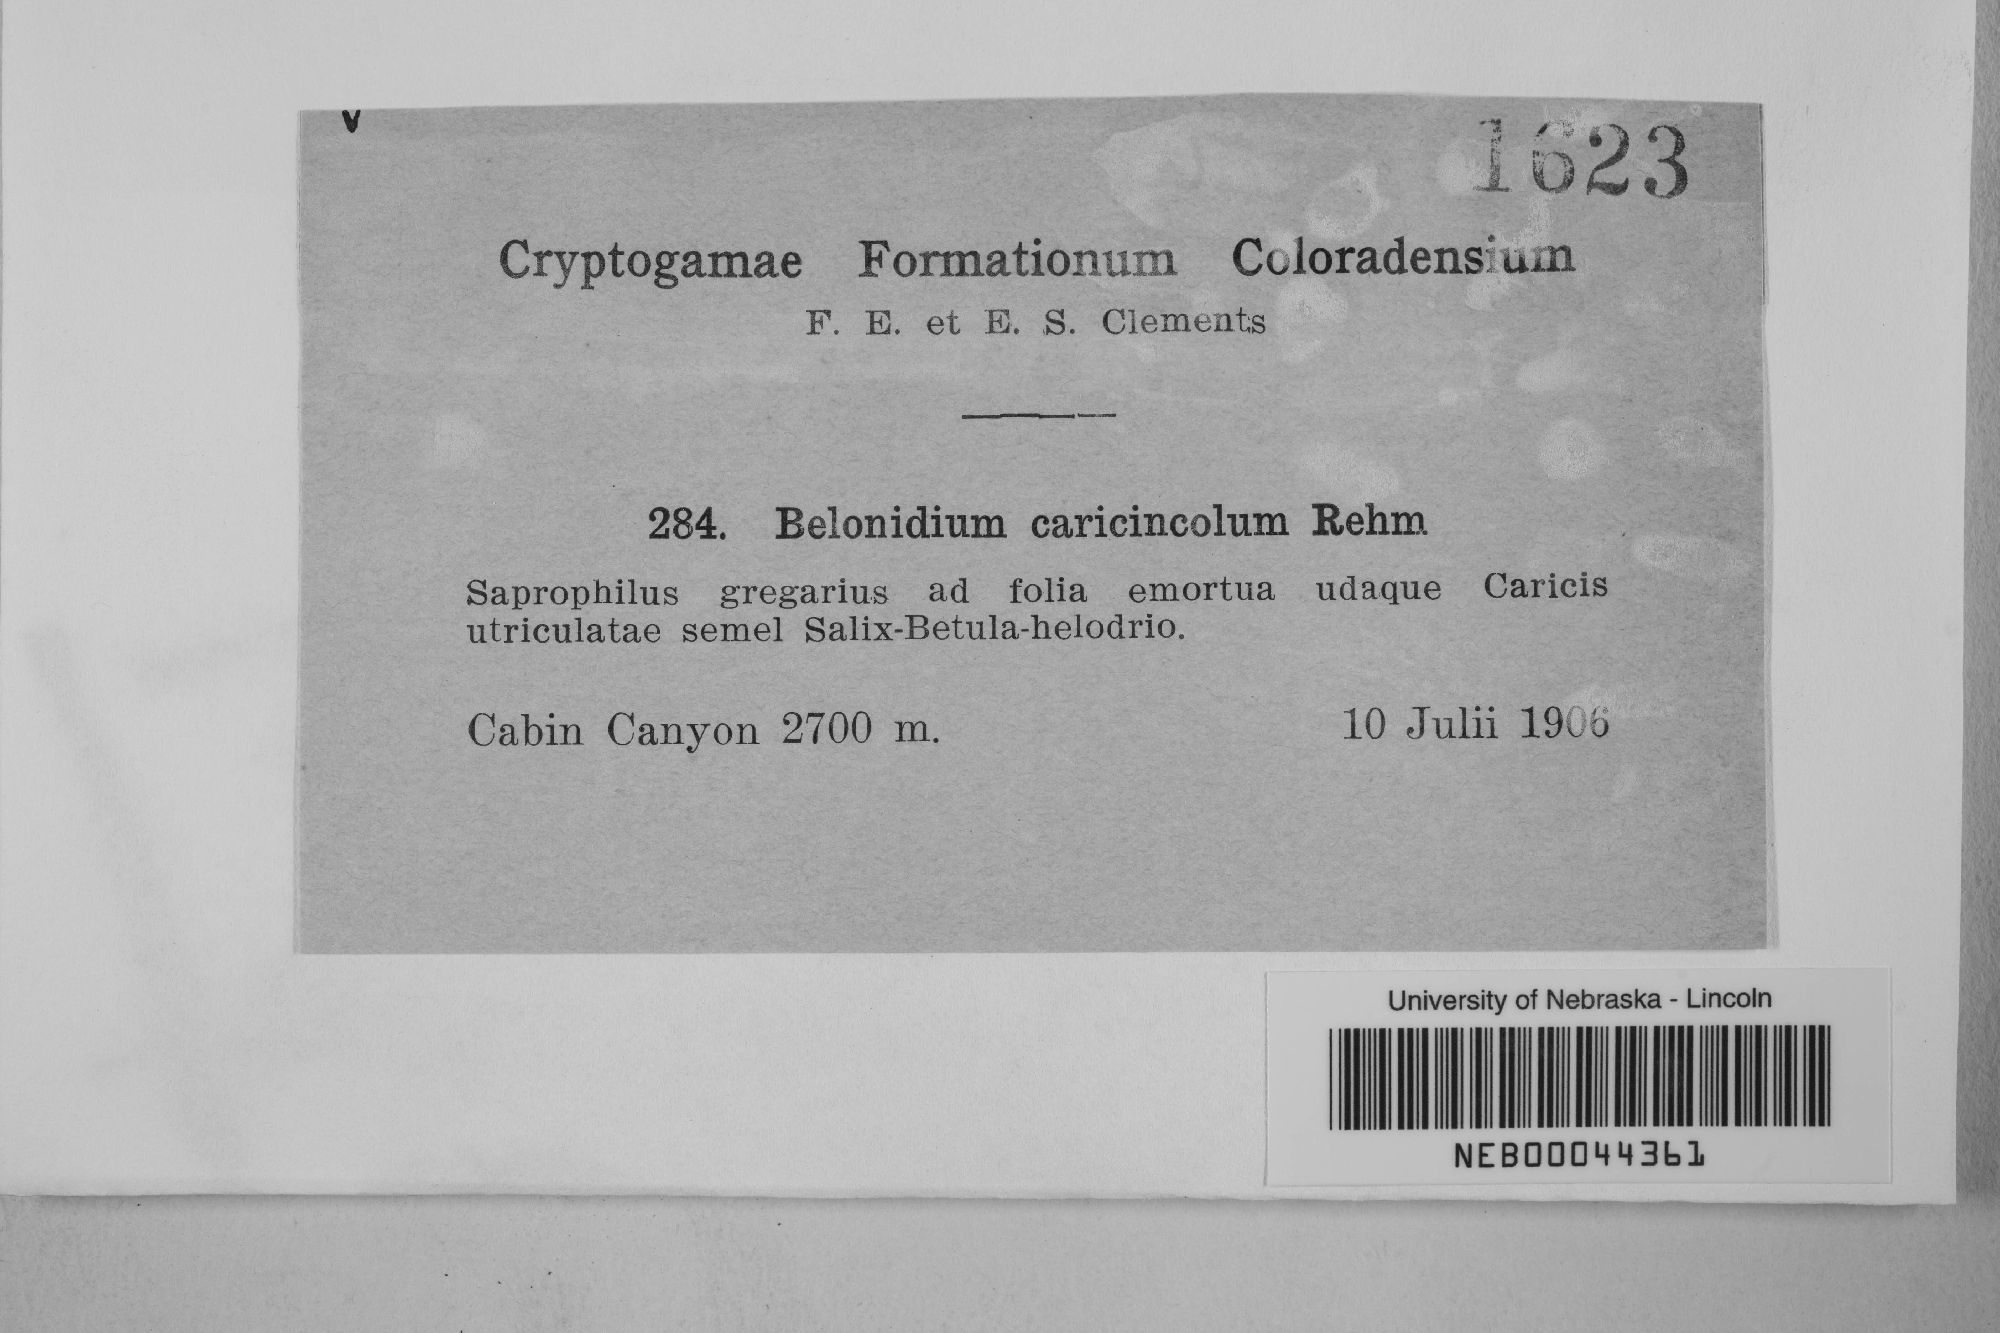 v
1623
Cryptogamae Formationum Coloradensium
F. E. et E. S. Clements
284. Belonidium caricincolum Rehm
Saprophilus gregarius ad folia emortua udaque Caricis
utriculatae semel Salix-Betula-helodrio.
Cabin Canyon 2700 m.
10 Julii 1906
University of Nebraska - Lincoln
NEB00044361